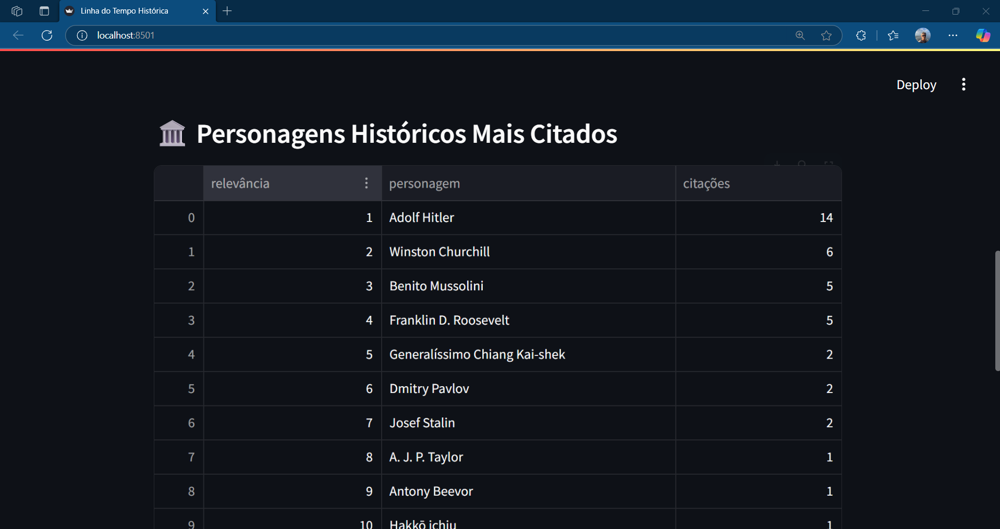 Linha do Tempo Histórica
localhost:8501
Deploy
Personagens Históricos Mais Citados
relevância personagem citações
0 1 Adolf Hitler 14
1 2 Winston Churchill 6
2 3 Benito Mussolini 5
3 4 Franklin D. Roosevelt 5
4 5 Generalíssimo Chiang Kai-shek 2
5 6 Dmitry Pavlov 2
6 7 Josef Stalin 2
7 8 A. J. P. Taylor 1
8 9 Antony Beevor 1
9 10 Hakkō ichiu 1